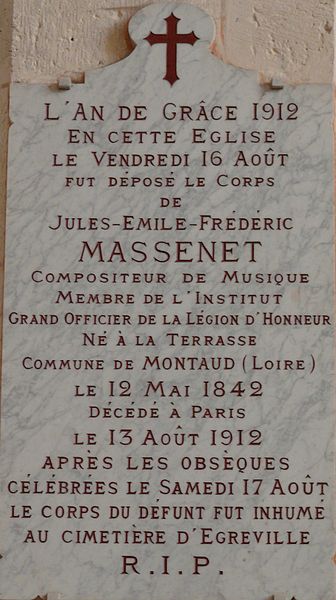 L'An de Grâce 1912
En cette Eglise
le Vendredi 16 Août
fut déposé le Corps
de
Jules-Emile-Frédéric
MASSENET
Compositeur de Musique
Membre de l'Institut
Grand Officier de la Légion d'Honneur
Né à la Terrasse
Commune de Montaud (Loire)
le 12 Mai 1842
Décédé à Paris
le 13 Août 1912
après les obsèques
célébrées le Samedi 17 Août
le corps du défunt fut inhumé
au cimetière d'Egreville
R.I.P.